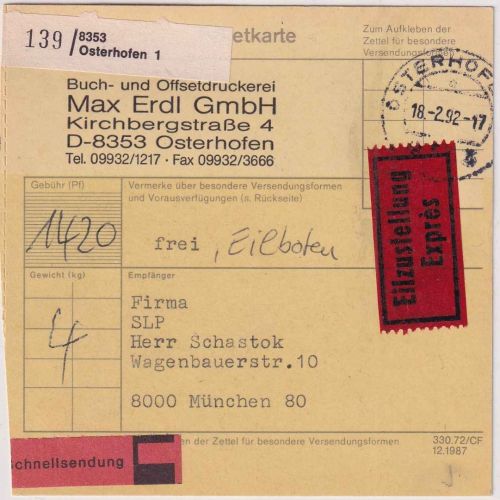 139 / 8353
Osterhofen 1
etkarte
Zum Aufkleben der
Zettel für besondere
Versendungsformen
Buch- und Offsetdruckerei
Max Erdl GmbH
Kirchbergstraße 4
D-8353 Osterhofen
Tel. 09932/1217 · Fax 09932/3666
OSTERHOFE
18.-2.92-17
Gebühr (Pf)
Vermerke über besondere Versendungsformen
und Vorausverfügungen (s. Rückseite)
1420
frei , Eilboten
Eilzustellung
Exprès
Gewicht (kg)
Empfänger
4
Firma
SLP
Herr Schastok
Wagenbauerstr.10
8000 München 80
en der Zettel für besondere Versendungsformen.
330.72/CF
12.1987
Schnellsendung